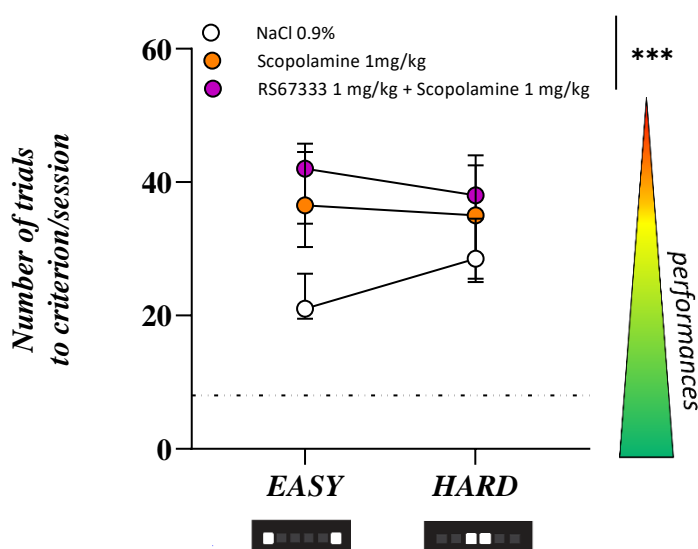 NaCl 0.9%
Scopolamine 1mg/kg
RS67333 1 mg/kg + Scopolamine 1 mg/kg
***
60
40
20
0
Number of trials
to criterion/session
performances
EASY HARD